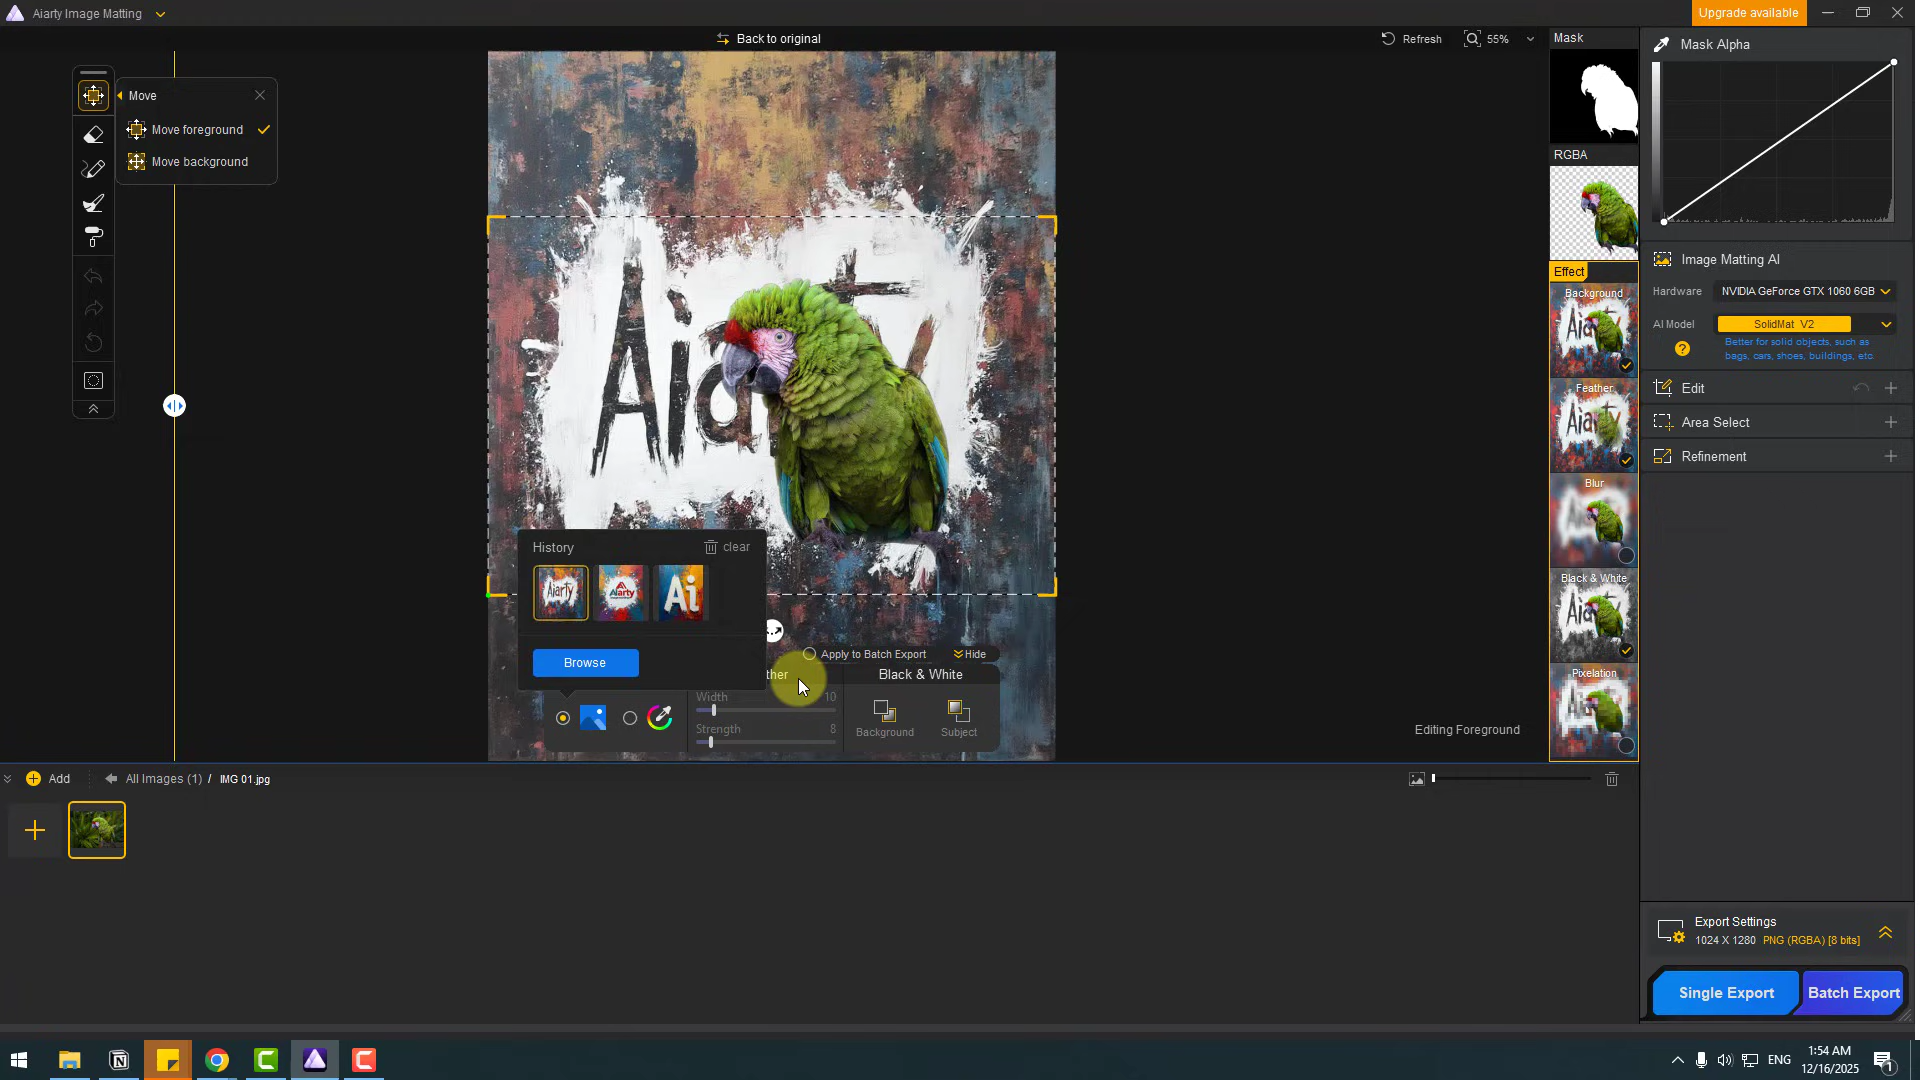 Aiarty Image Matting
Upgrade available
Back to original
Refresh
55%
Move
Move foreground
Move background
Aiarty
History
clear
Aiarty
Ai
Browse
Apply to Batch Export
Hide
ther
Black & White
Width
10
Strength
8
Background
Subject
Editing Foreground
Mask
RGBA
Effect
Background
Feather
Blur
Black & White
Pixelation
Mask Alpha
Image Matting AI
Hardware
NVIDIA GeForce GTX 1060 6GB
AI Model
SolidMat V2
Better for solid objects, such as
bags, cars, shoes, buildings, etc.
Edit
Area Select
Refinement
Export Settings
1024 X 1280 PNG (RGBA) [8 bits]
Single Export
Batch Export
Add
All Images (1) / IMG 01.jpg
ENG
1:54 AM
12/16/2025
1